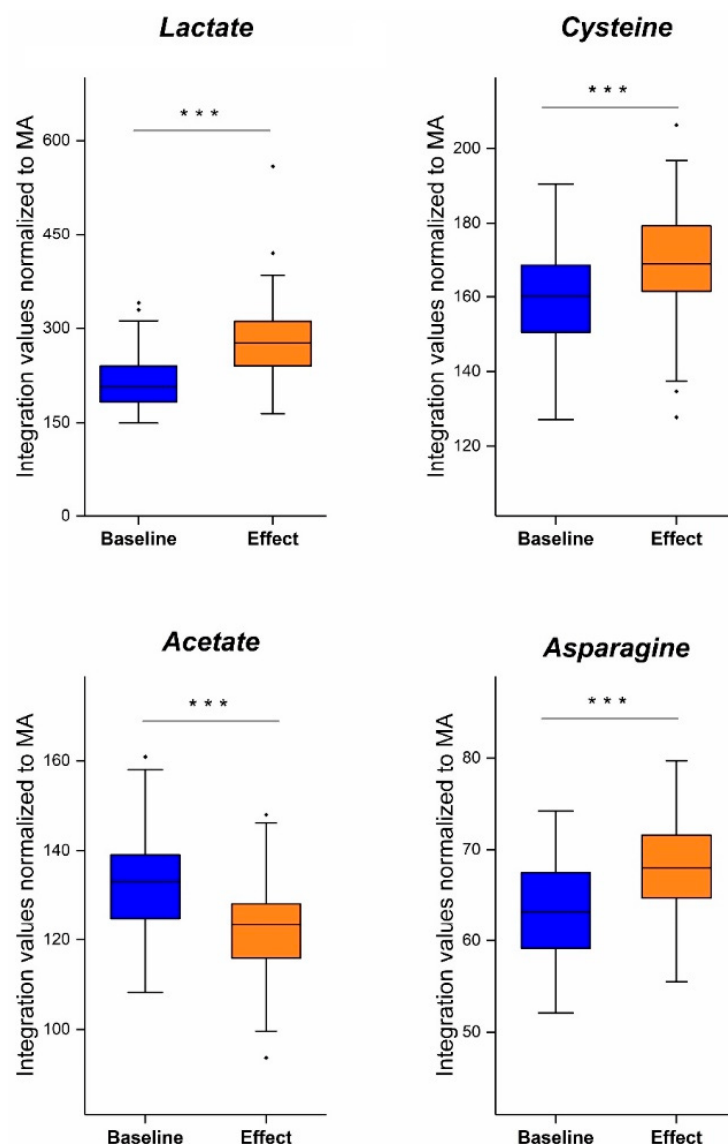 Lactate
Integration values normalized to MA
***
600
450
300
150
0
Baseline Effect
Cysteine
Integration values normalized to MA
***
200
180
160
140
120
Baseline Effect
Acetate
Integration values normalized to MA
***
160
140
120
100
Baseline Effect
Asparagine
Integration values normalized to MA
***
80
70
60
50
Baseline Effect